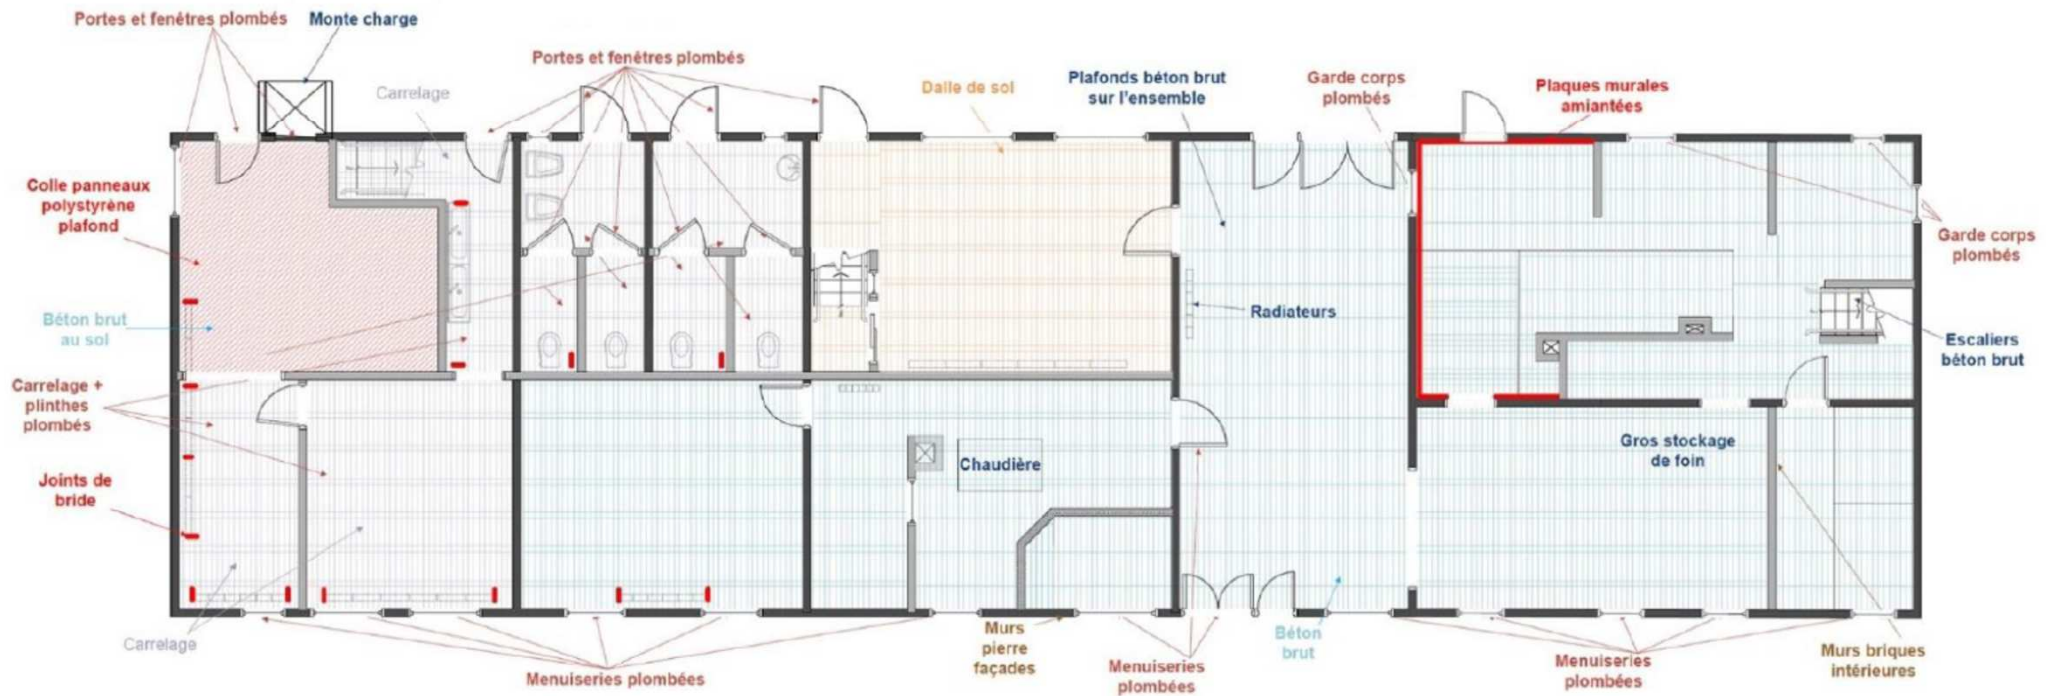 Portes et fenêtres plombés
Monte charge
Carrelage
Portes et fenêtres plombés
Dalle de sol
Plafonds béton brut
sur l'ensemble
Garde corps
plombés
Plaques murales
amiantées
Colle panneaux
polystyrène
plafond
Béton brut
au sol
Carrelage +
plinthes
plombés
Joints de
bride
Carrelage
Radiateurs
Chaudière
Garde corps
plombés
Escaliers
béton brut
Gros stockage
de foin
Menuiseries plombées
Murs
pierre
façades
Menuiseries
plombées
Béton
brut
Menuiseries
plombées
Murs briques
intérieures